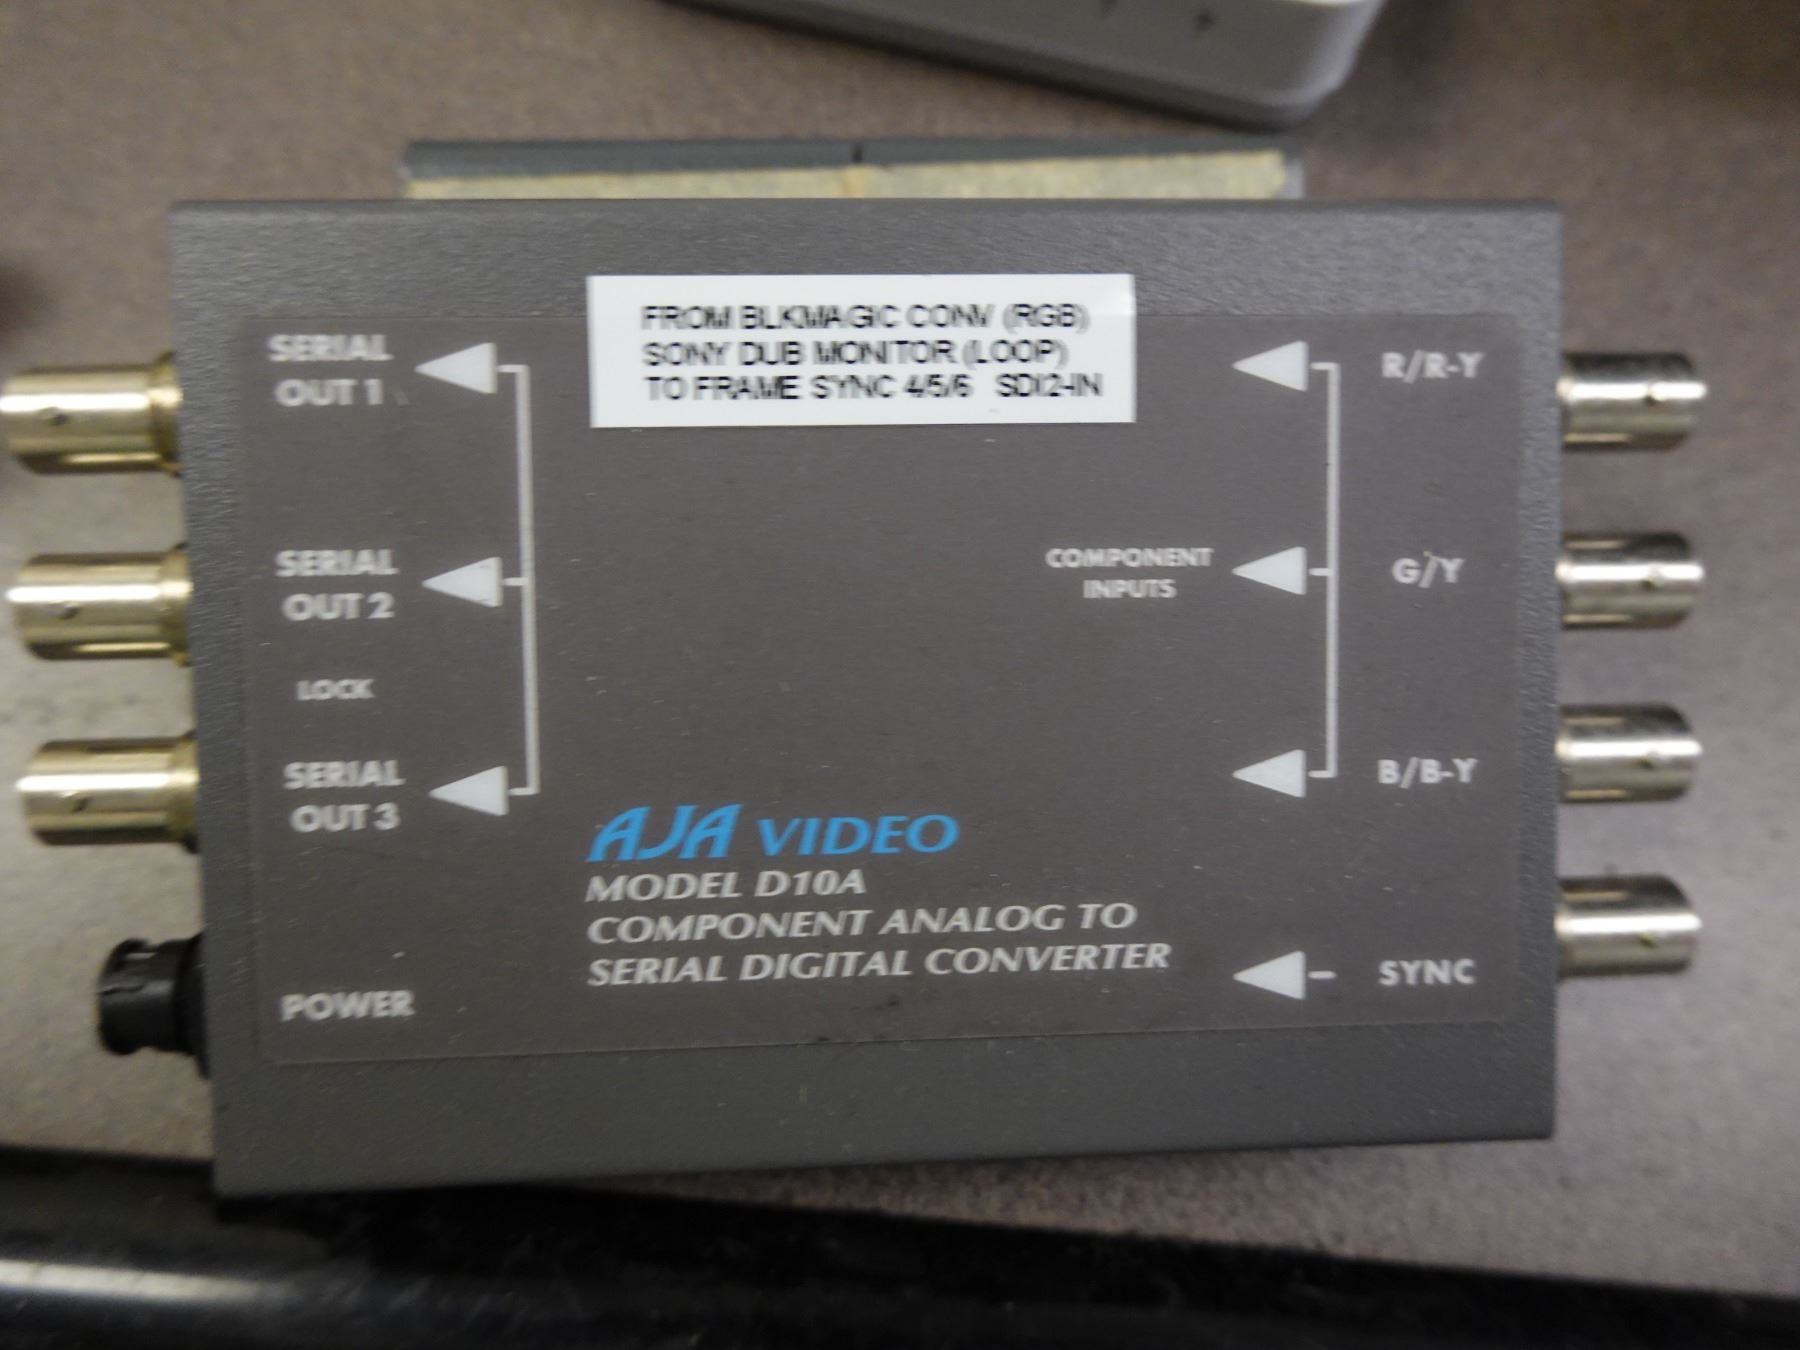 FROM BLKMAGIC CONV (RGB)
SONY DUB MONITOR (LOOP)
TO FRAME SYNC 4/5/6 SDI2-IN
SERIAL
OUT 1
SERIAL
OUT 2
LOCK
SERIAL
OUT 3
POWER
COMPONENT
INPUTS
R/R-Y
G/Y
B/B-Y
SYNC
AJA VIDEO
MODEL D10A
COMPONENT ANALOG TO
SERIAL DIGITAL CONVERTER